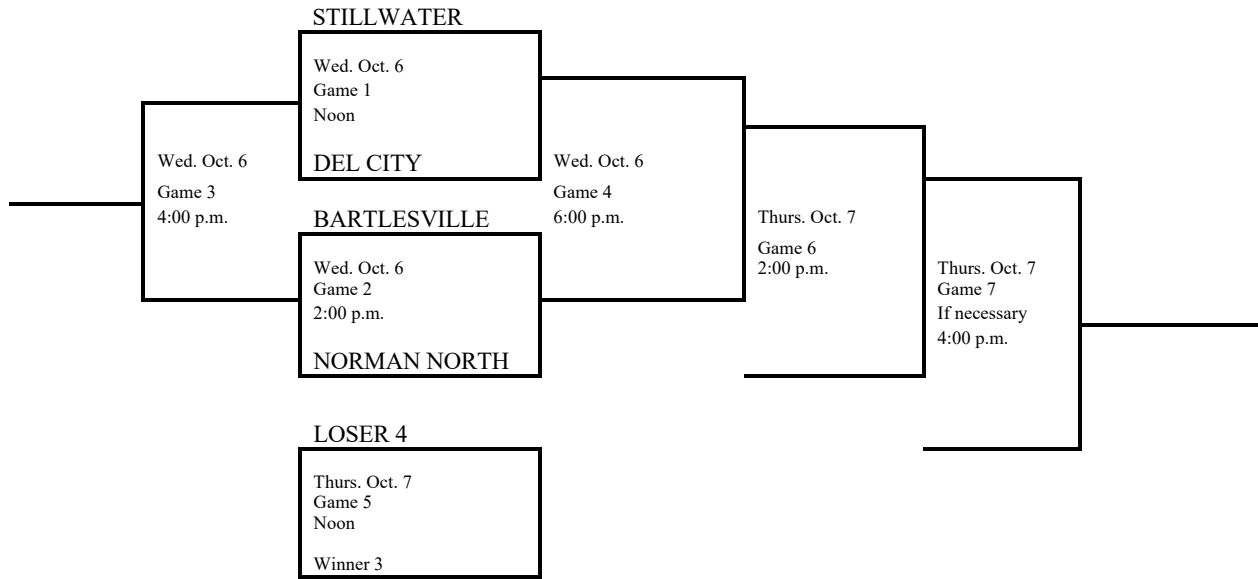 STILLWATER
Wed. Oct. 6
Game 1
Noon
DEL CITY
Wed. Oct. 6
Game 3
4:00 p.m.
Wed. Oct. 6
Game 4
6:00 p.m.
BARTLESVILLE
Wed. Oct. 6
Game 2
2:00 p.m.
NORMAN NORTH
Thurs. Oct. 7
Game 6
2:00 p.m.
Thurs. Oct. 7
Game 7
If necessary
4:00 p.m.
LOSER 4
Thurs. Oct. 7
Game 5
Noon
Winner 3